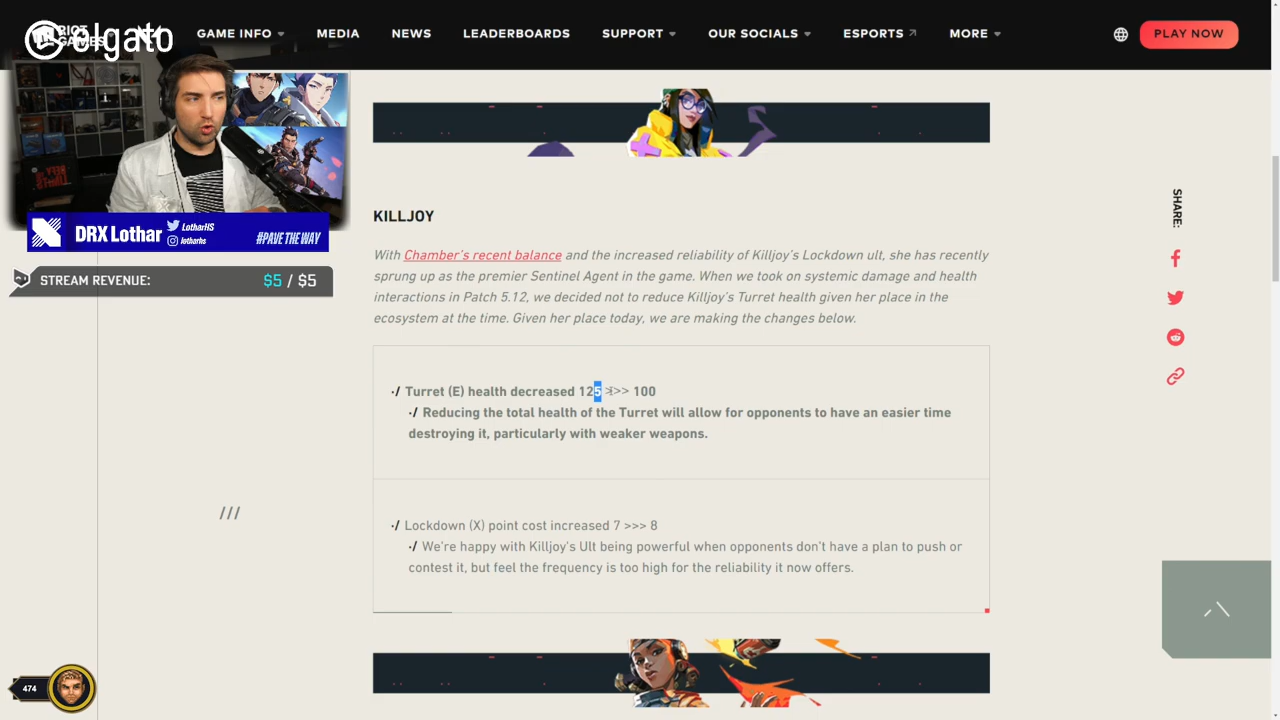 RIOT GAMES
elgato
GAME INFO
MEDIA
NEWS
LEADERBOARDS
SUPPORT
OUR SOCIALS
ESPORTS
MORE
PLAY NOW
DRX Lothar
LotharHS
lotharhs
#PAVE THE WAY
STREAM REVENUE:
$5 / $5
KILLJOY
With Chamber's recent balance and the increased reliability of Killjoy's Lockdown ult, she has recently
sprung up as the premier Sentinel Agent in the game. When we took on systemic damage and health
interactions in Patch 5.12, we decided not to reduce Killjoy's Turret health given her place in the
ecosystem at the time. Given her place today, we are making the changes below.
·/ Turret (E) health decreased 125 >>> 100
·/ Reducing the total health of the Turret will allow for opponents to have an easier time
destroying it, particularly with weaker weapons.
·/ Lockdown (X) point cost increased 7 >>> 8
·/ We're happy with Killjoy's Ult being powerful when opponents don't have a plan to push or
contest it, but feel the frequency is too high for the reliability it now offers.
///
SHARE:
474